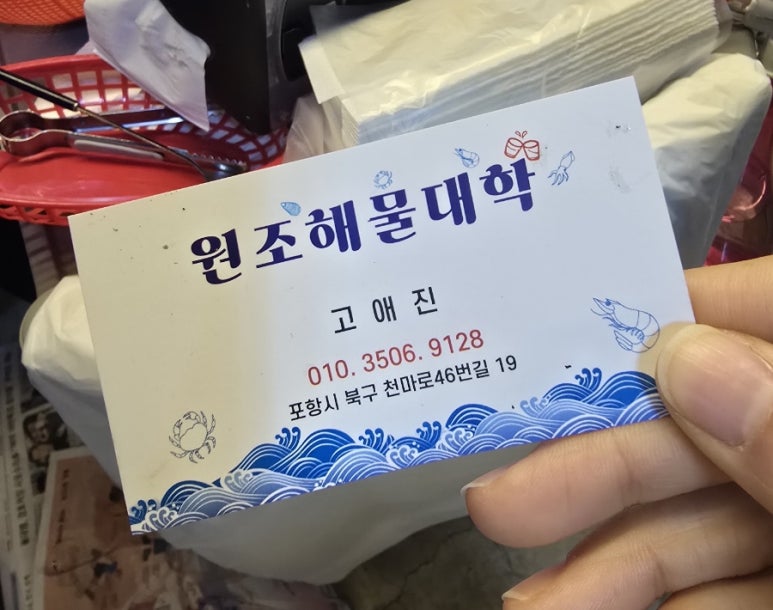 원조해물대학
고애진
010. 3506. 9128
포항시 북구 천마로46번길 19